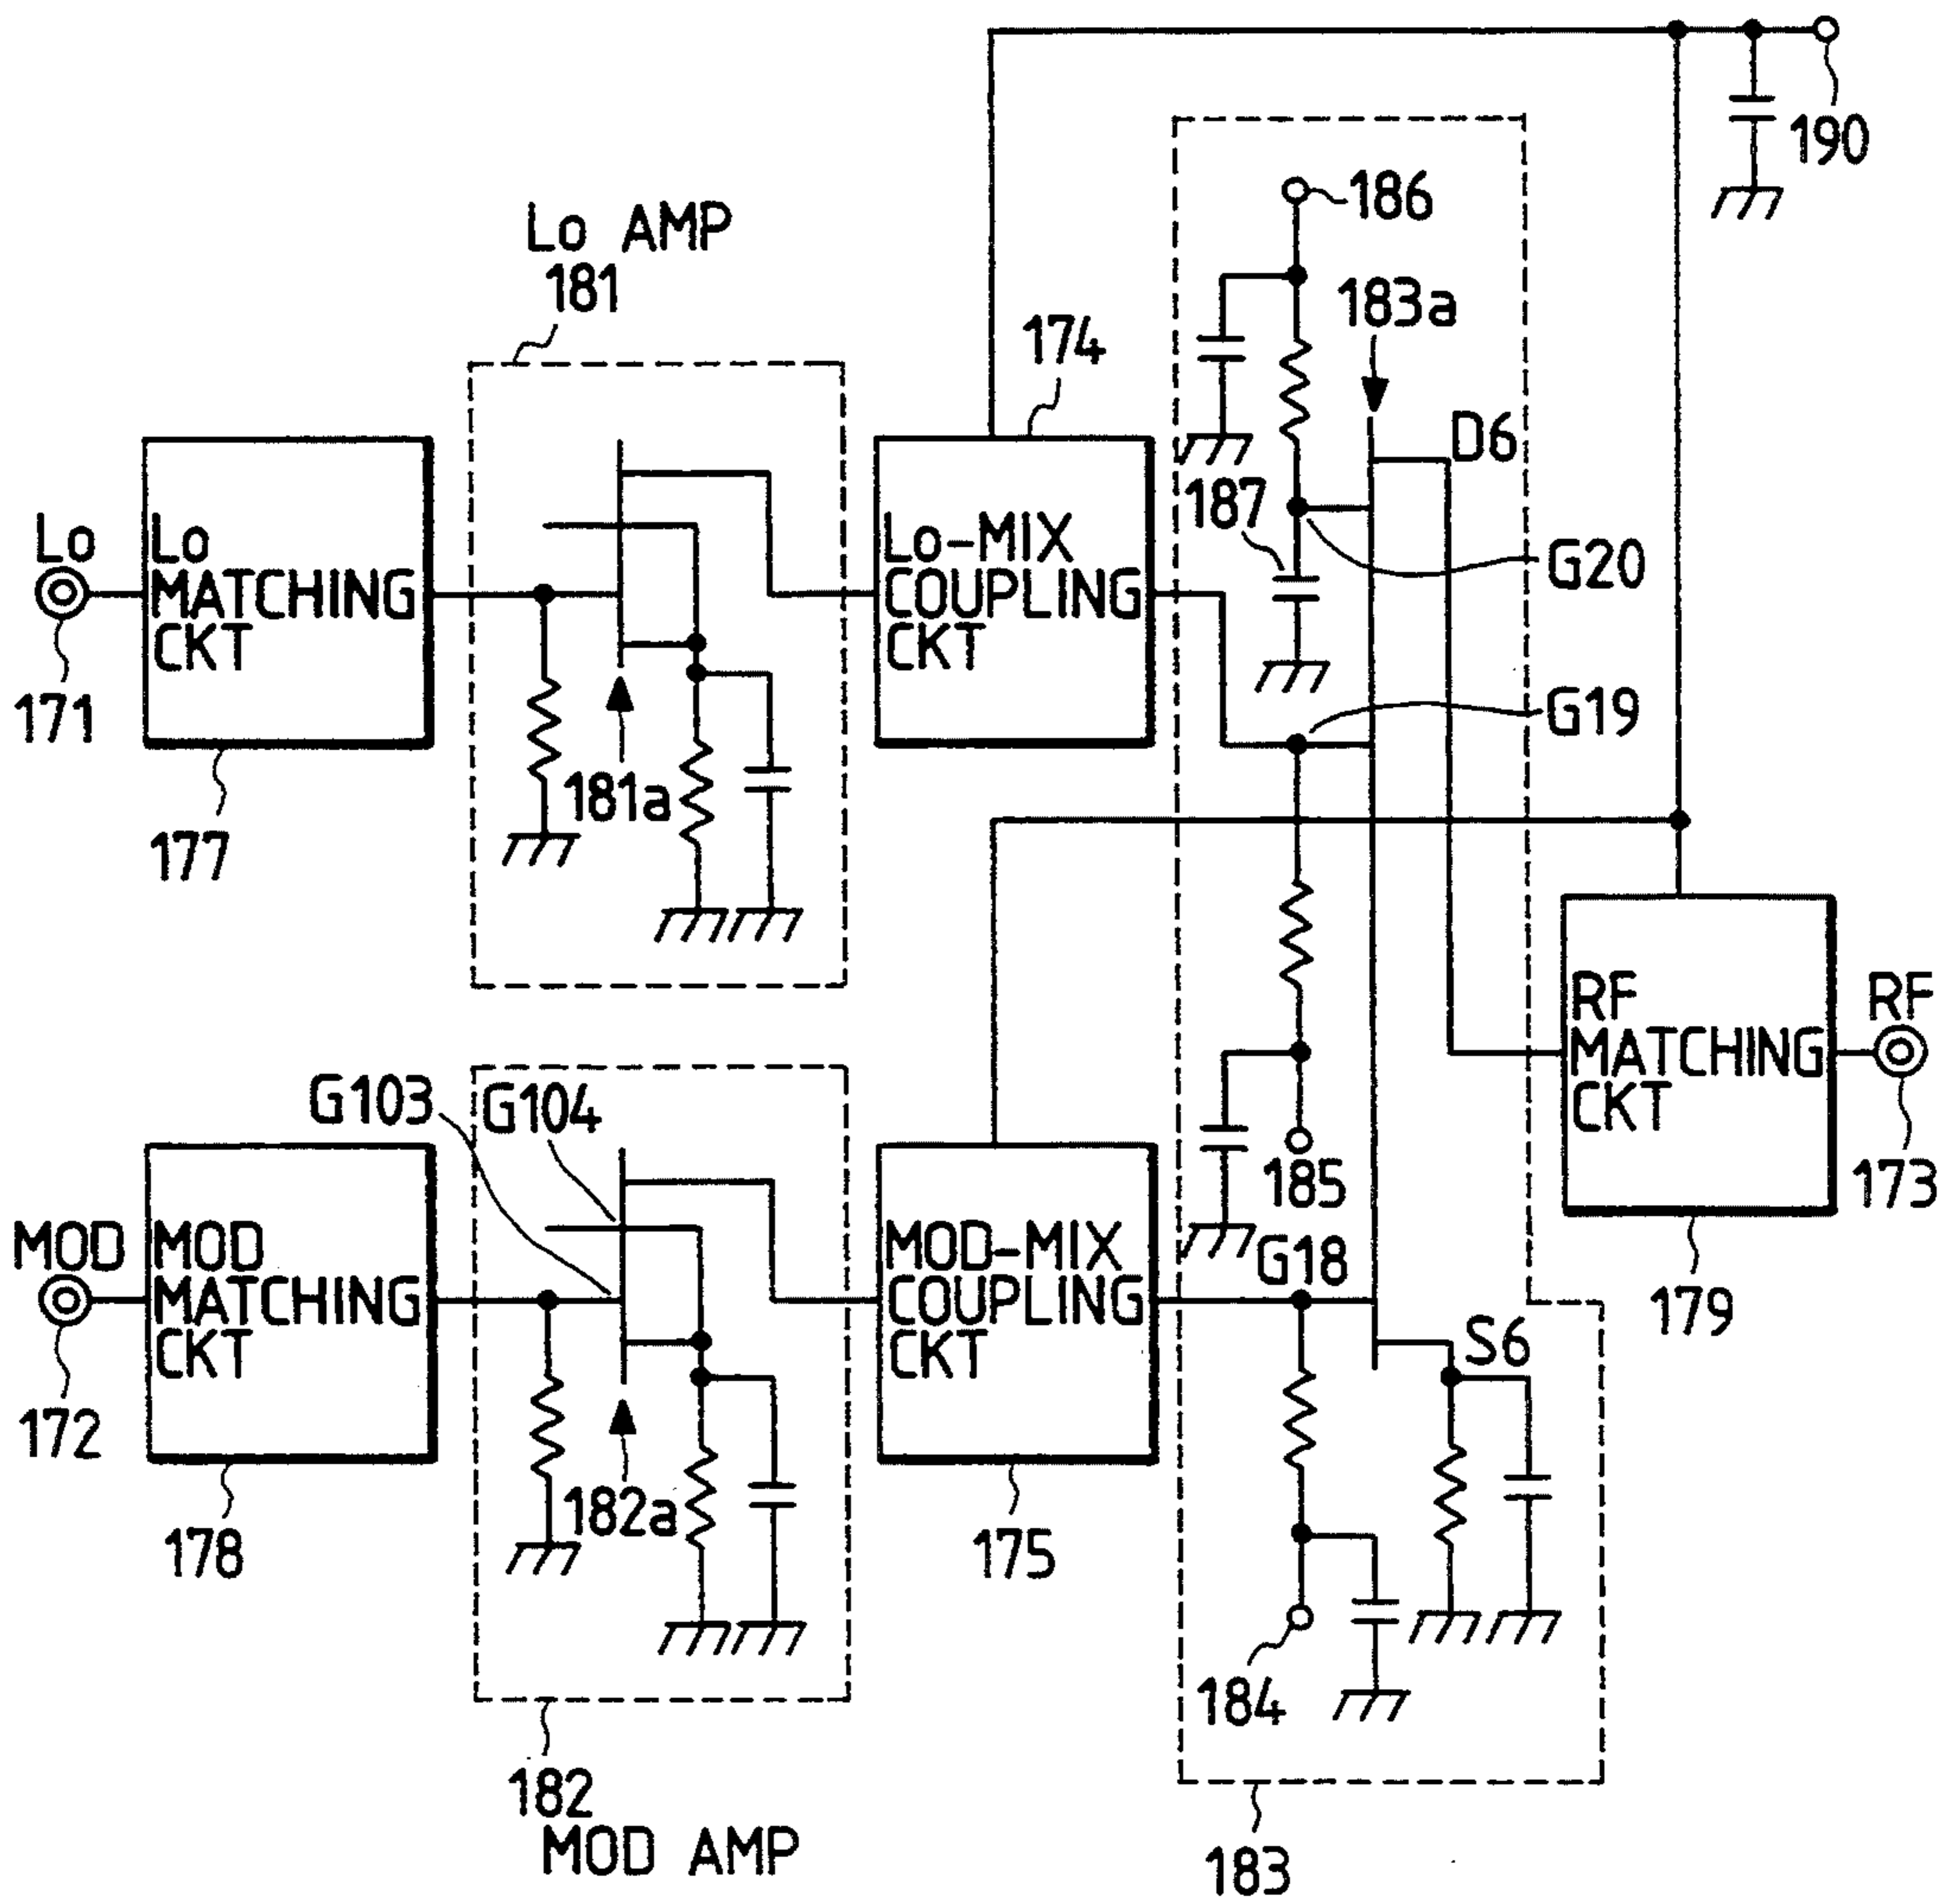 190
186
Lo AMP
181
183a
174
D6
187
Lo
Lo
MATCHING
CKT
Lo-MIX
COUPLING
CKT
G20
171
G19
181a
177
RF
MATCHING
CKT
RF
G103
G104
185
173
MOD
MOD
MATCHING
CKT
MOD-MIX
COUPLING
CKT
G18
179
S6
172
182a
178
175
184
182
MOD AMP
183